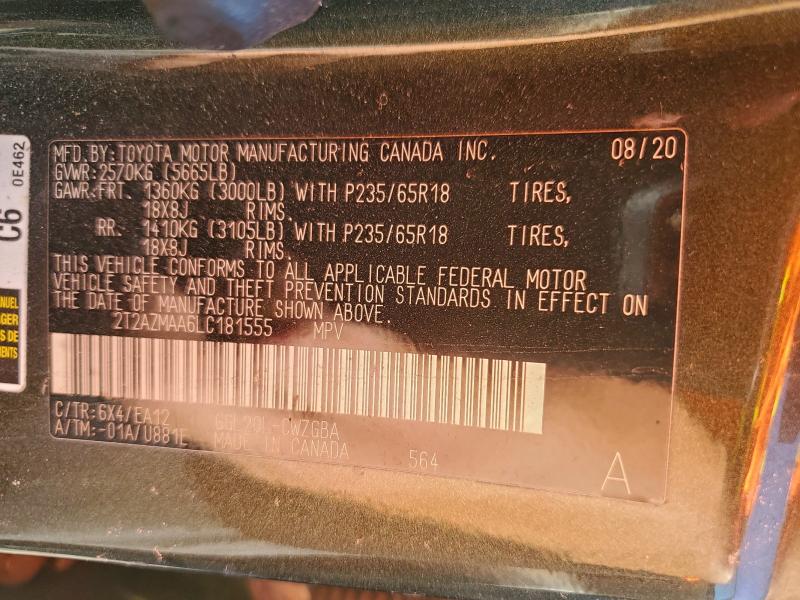 MFD.BY:TOYOTA MOTOR MANUFACTURING CANADA INC. 08/20
GVWR:2570KG (5665LB)
GAWR:FRT. 1360KG (3000LB) WITH P235/65R18 TIRES,
18X8J RIMS.
RR. 1410KG (3105LB) WITH P235/65R18 TIRES,
18X8J RIMS.
THIS VEHICLE CONFORMS TO ALL APPLICABLE FEDERAL MOTOR
VEHICLE SAFETY AND THEFT PREVENTION STANDARDS IN EFFECT ON
THE DATE OF MANUFACTURE SHOWN ABOVE.
2T2AZMAA6LC181555 MPV
C/TR:6X4/EA12 GGL29L-CWZGBA
A/TM:-01A/U881E MADE IN CANADA 564
A
C6 0E462